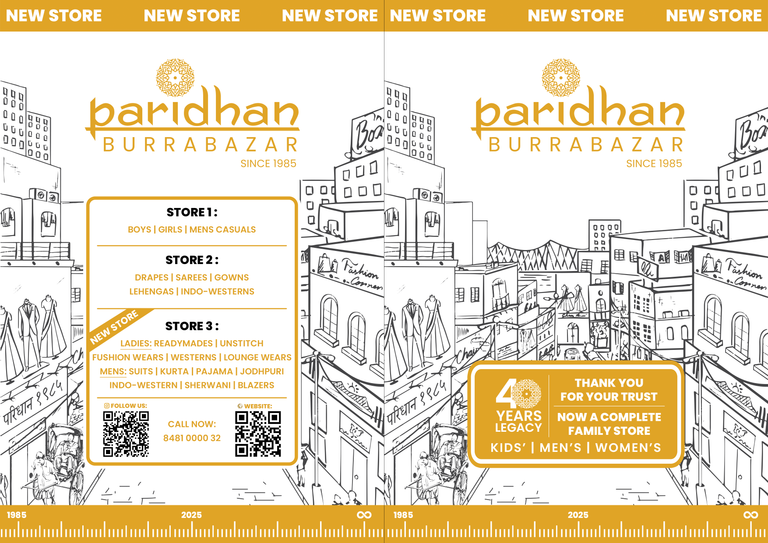 NEW STORE NEW STORE NEW STORE
paridhan
BURRABAZAR
SINCE 1985
STORE 1 :
BOYS | GIRLS | MENS CASUALS
STORE 2 :
DRAPES | SAREES | GOWNS
LEHENGAS | INDO-WESTERNS
NEW STORE
STORE 3 :
LADIES: READYMADES | UNSTITCH
FUSHION WEARS | WESTERNS | LOUNGE WEARS
MENS: SUITS | KURTA | PAJAMA | JODHPURI
INDO-WESTERN | SHERWANI | BLAZERS
FOLLOW US:
CALL NOW:
8481 0000 32
WEBSITE:
परिधान १९८५
Fashion
1985 2025 ∞
NEW STORE NEW STORE NEW STORE
paridhan
BURRABAZAR
SINCE 1985
Fashion
परिधान १९८५
40
YEARS
LEGACY
THANK YOU
FOR YOUR TRUST
NOW A COMPLETE
FAMILY STORE
KIDS' | MEN'S | WOMEN'S
1985 2025 ∞